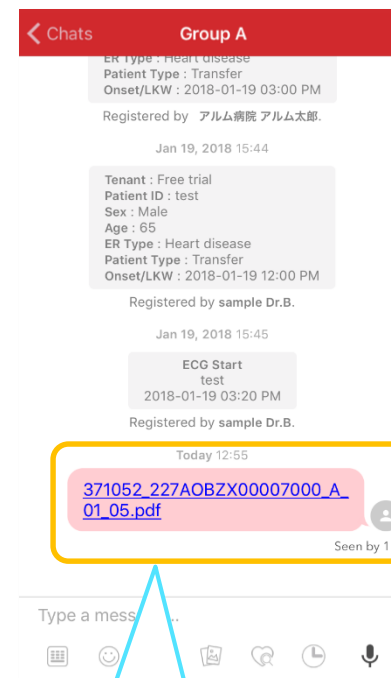 Chats
Group A
ER Type : Heart disease
Patient Type : Transfer
Onset/LKW : 2018-01-19 03:00 PM
Registered by アルム病院 アルム太郎.
Jan 19, 2018 15:44
Tenant : Free trial
Patient ID : test
Sex : Male
Age : 65
ER Type : Heart disease
Patient Type : Transfer
Onset/LKW : 2018-01-19 12:00 PM
Registered by sample Dr.B.
Jan 19, 2018 15:45
ECG Start
test
2018-01-19 03:20 PM
Registered by sample Dr.B.
Today 12:55
371052_227AOBZX00007000_A_
01_05.pdf
Seen by 1
Type a mess ..